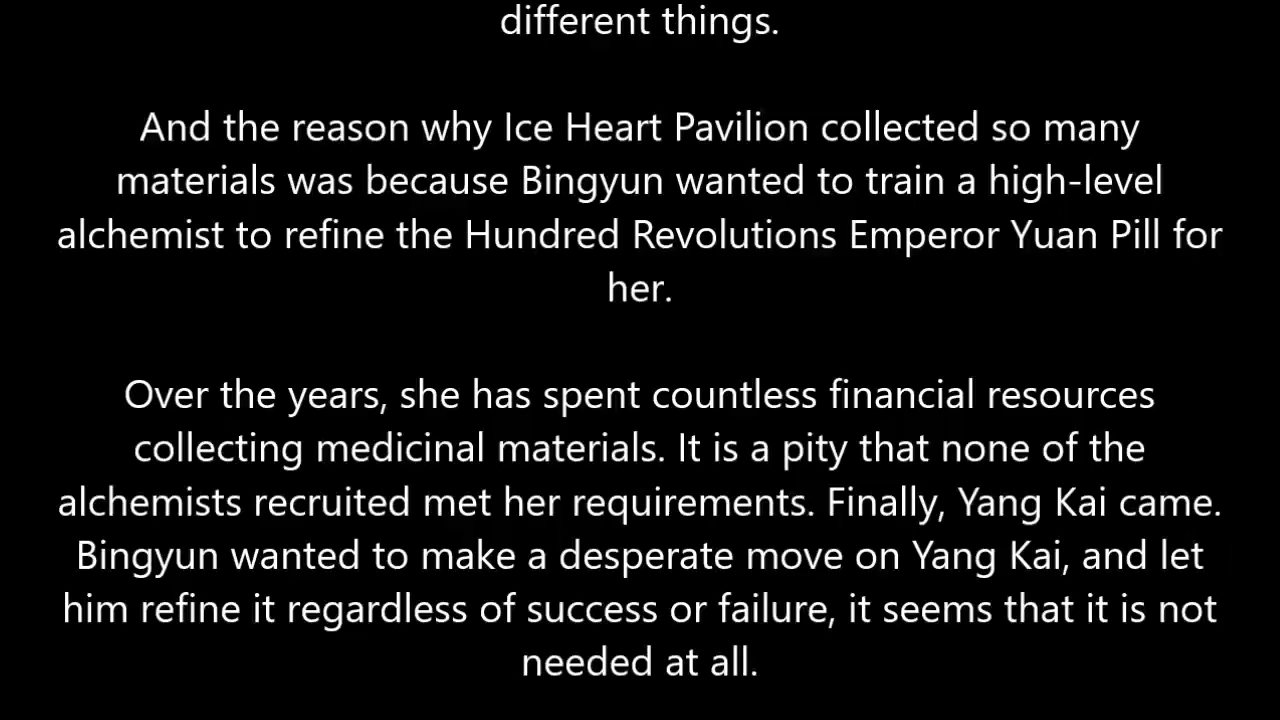 different things.
And the reason why Ice Heart Pavilion collected so many
materials was because Bingyun wanted to train a high-level
alchemist to refine the Hundred Revolutions Emperor Yuan Pill for
her.
Over the years, she has spent countless financial resources
collecting medicinal materials. It is a pity that none of the
alchemists recruited met her requirements. Finally, Yang Kai came.
Bingyun wanted to make a desperate move on Yang Kai, and let
him refine it regardless of success or failure, it seems that it is not
needed at all.